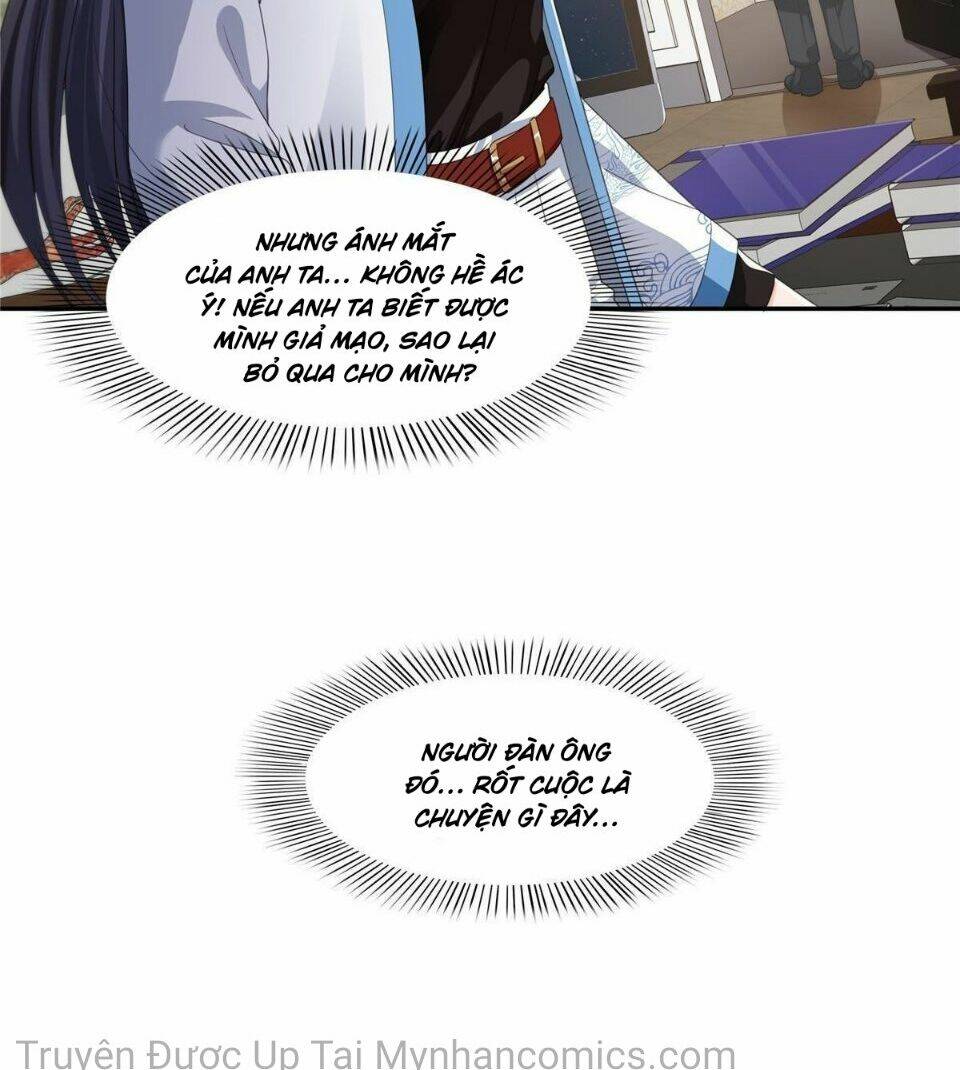 NHƯNG ÁNH MẮT
CỦA ANH TA... KHÔNG HỀ ÁC
Ý! NẾU ANH TA BIẾT ĐƯỢC
MÌNH GIẢ MẠO, SAO LẠI
BỎ QUA CHO MÌNH?
NGƯỜI ĐÀN ÔNG
ĐÓ... RỐT CUỘC LÀ
CHUYỆN GÌ ĐÂY...
Truyện Được Up Tại Mynhancomics.com